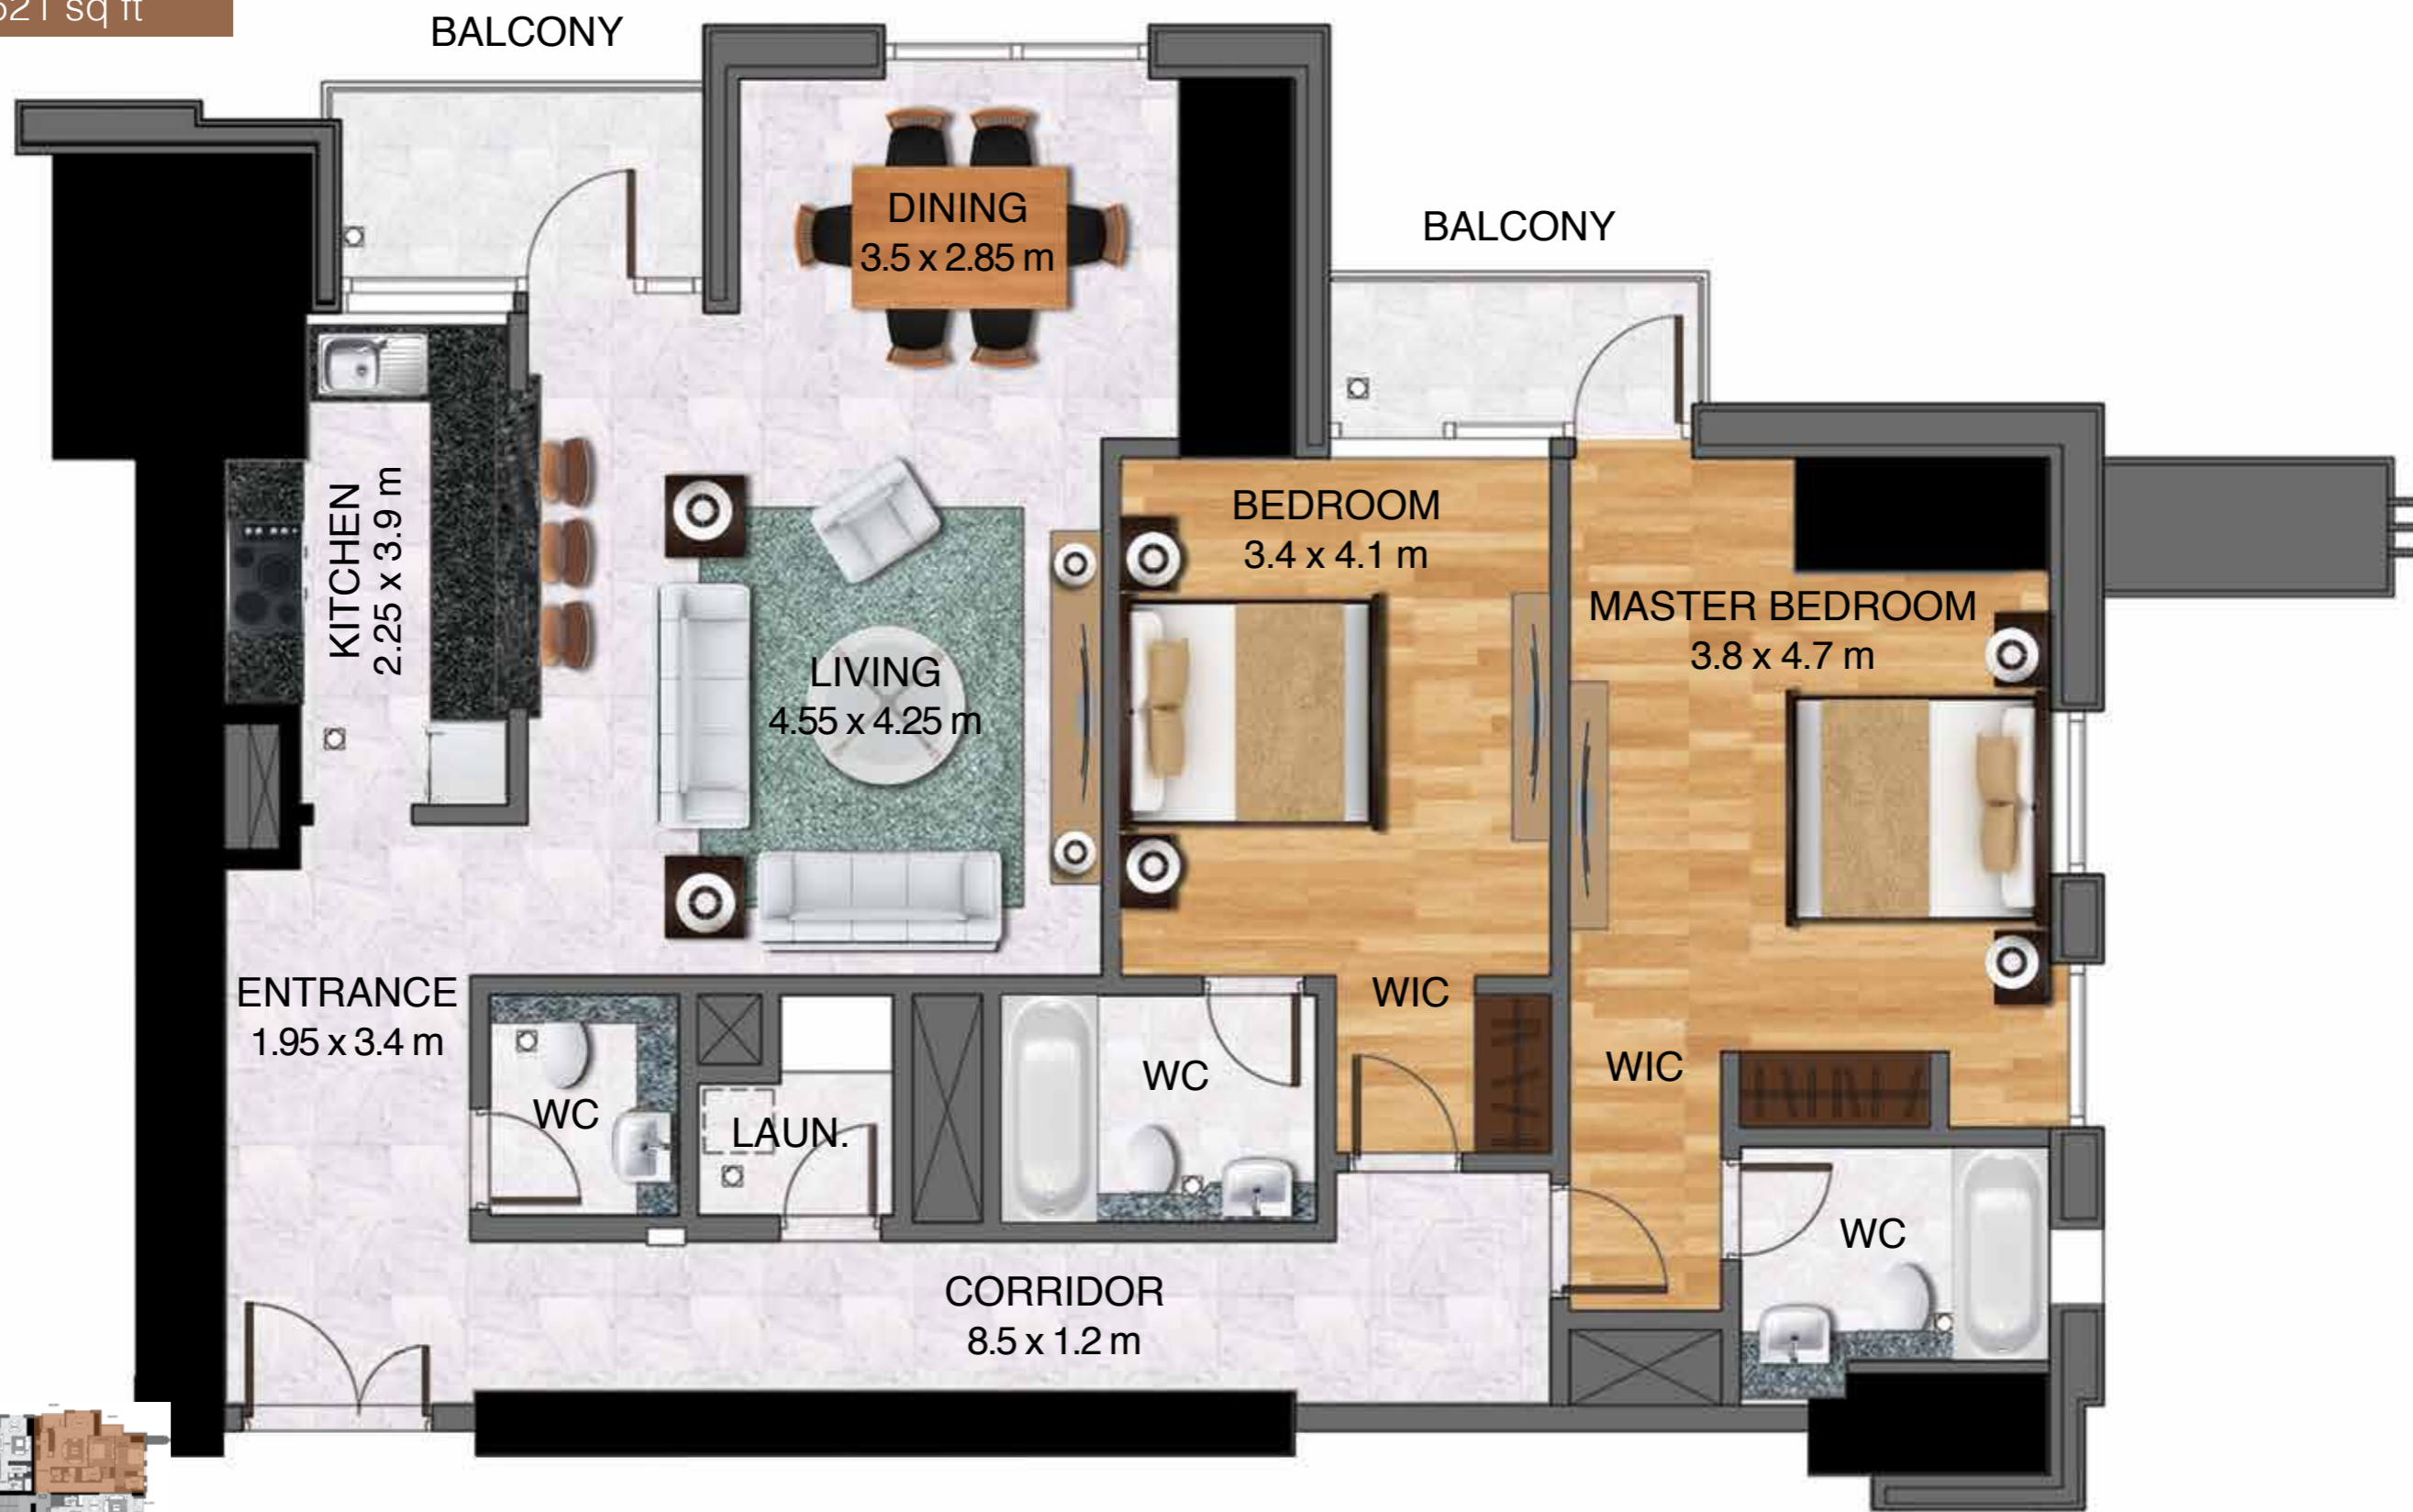 sq ft
BALCONY
DINING
3.5 x 2.85 m
BALCONY
KITCHEN
2.25 x 3.9 m
BEDROOM
3.4 x 4.1 m
MASTER BEDROOM
3.8 x 4.7 m
LIVING
4.55 x 4.25 m
ENTRANCE
1.95 x 3.4 m
WIC
WC
WIC
WC
LAUN.
WC
CORRIDOR
8.5 x 1.2 m